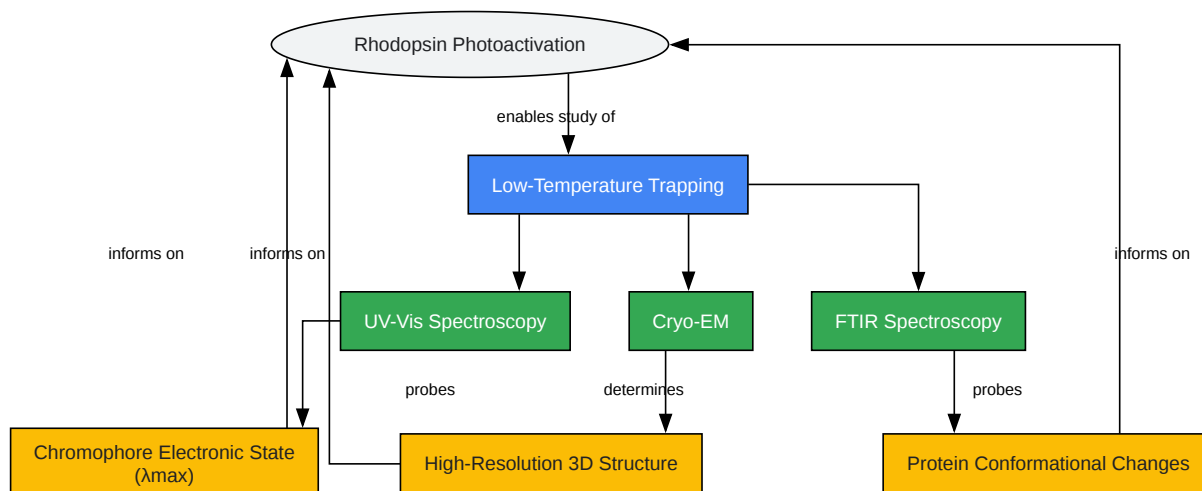 Rhodopsin Photoactivation
enables study of
Low-Temperature Trapping
informs on
informs on
informs on
UV-Vis Spectroscopy
Cryo-EM
FTIR Spectroscopy
probes
determines
probes
Chromophore Electronic State
(λmax)
High-Resolution 3D Structure
Protein Conformational Changes